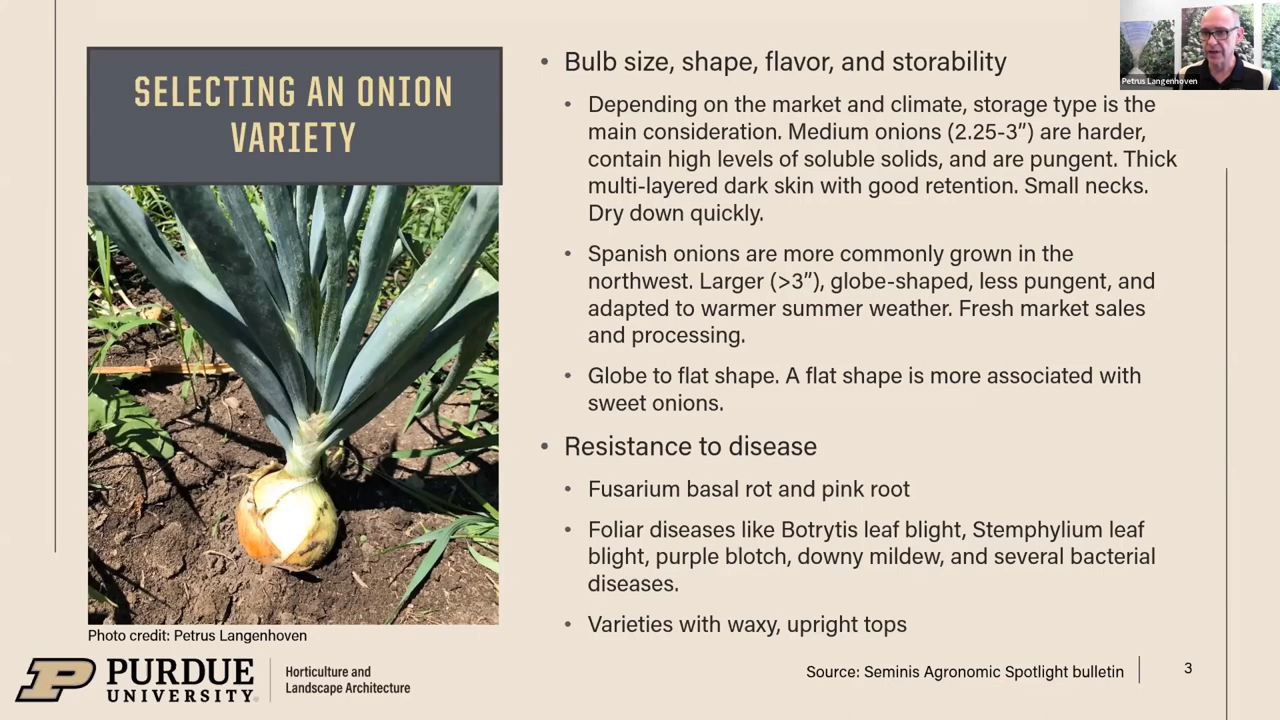 SELECTING AN ONION
VARIETY
Photo credit: Petrus Langenhoven
• Bulb size, shape, flavor, and storability
• Depending on the market and climate, storage type is the
main consideration. Medium onions (2.25-3”) are harder,
contain high levels of soluble solids, and are pungent. Thick
multi-layered dark skin with good retention. Small necks.
Dry down quickly.
• Spanish onions are more commonly grown in the
northwest. Larger (>3”), globe-shaped, less pungent, and
adapted to warmer summer weather. Fresh market sales
and processing.
• Globe to flat shape. A flat shape is more associated with
sweet onions.
• Resistance to disease
• Fusarium basal rot and pink root
• Foliar diseases like Botrytis leaf blight, Stemphylium leaf
blight, purple blotch, downy mildew, and several bacterial
diseases.
• Varieties with waxy, upright tops
Petrus Langenhoven
P PURDUE
UNIVERSITY®
Horticulture and
Landscape Architecture
Source: Seminis Agronomic Spotlight bulletin
3